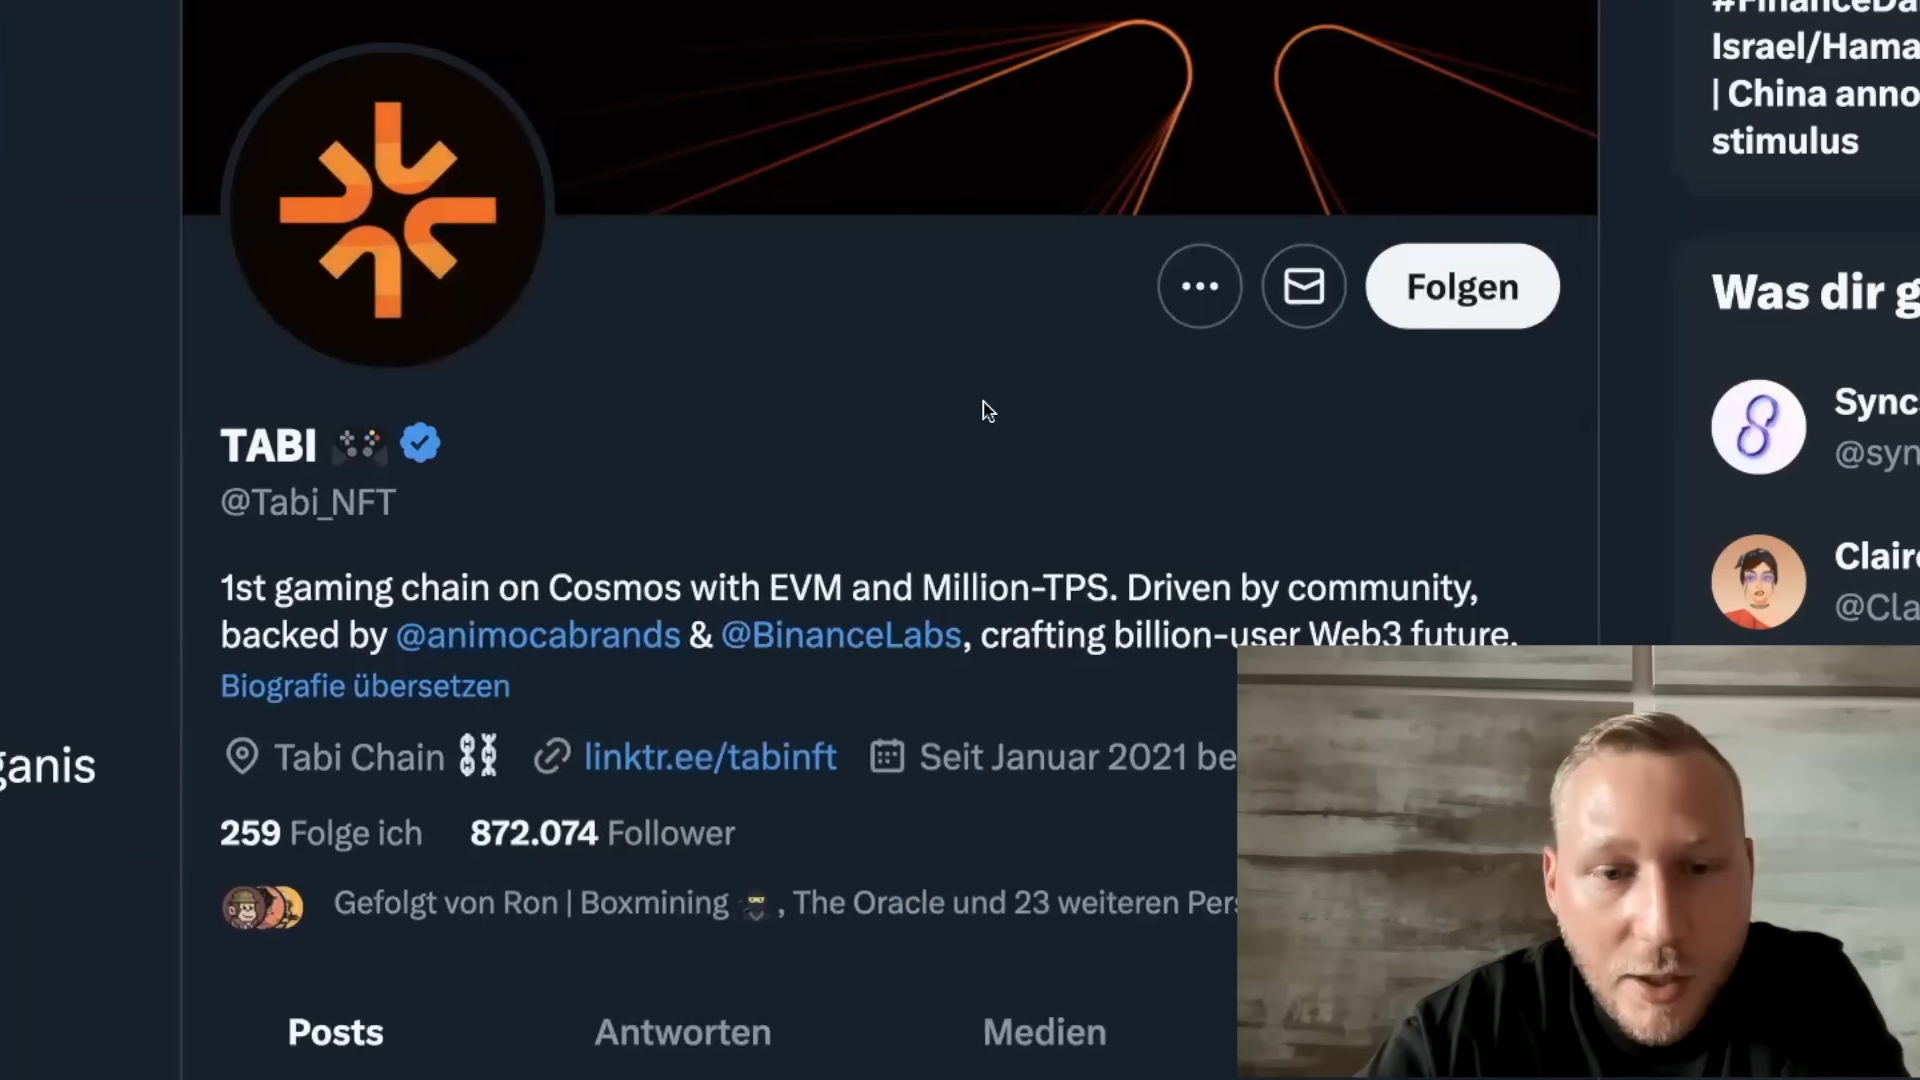 #FinanceDa
Israel/Hama
| China anno
stimulus
Folgen
Was dir g
TABI
@Tabi_NFT
Sync
@syn
1st gaming chain on Cosmos with EVM and Million-TPS. Driven by community,
backed by @animocabrands & @BinanceLabs, crafting billion-user Web3 future.
Claire
@Cla
Biografie übersetzen
ganis
Tabi Chain linktr.ee/tabinft Seit Januar 2021 be
259 Folge ich 872.074 Follower
Gefolgt von Ron | Boxmining , The Oracle und 23 weiteren Pers
Posts Antworten Medien